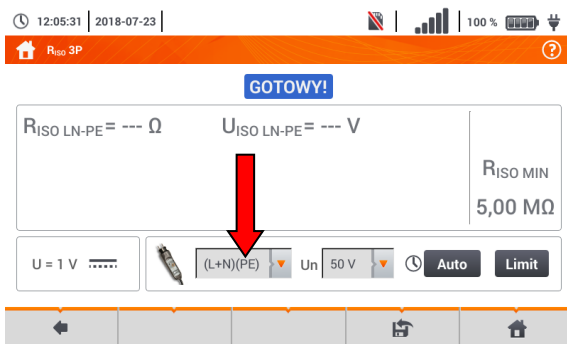 12:05:31 2018-07-23 100 %
RISO 3P ?
GOTOWY!
RISO LN-PE= --- Ω UISO LN-PE= --- V
RISO MIN
5,00 MΩ
U = 1 V (L+N)(PE) Un 50 V Auto Limit